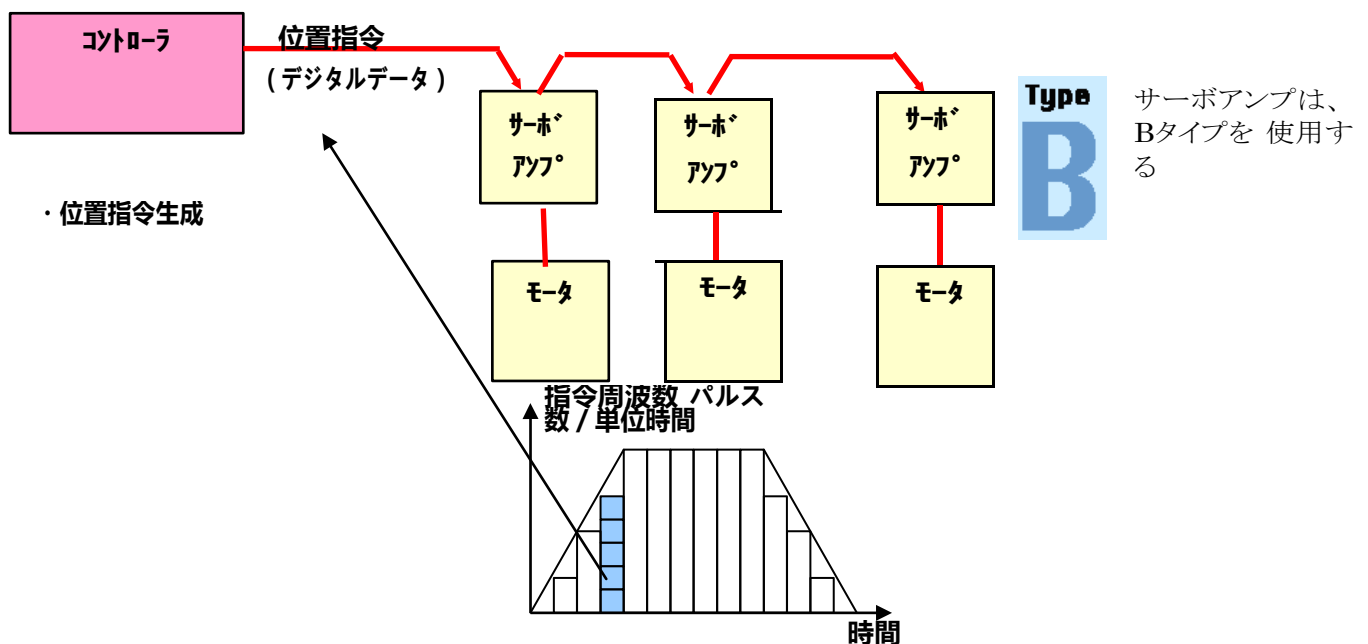 ｺﾝﾄﾛｰﾗ
位置指令
(デジタルデータ)
・位置指令生成
ｻｰﾎﾞ
ｱﾝﾌﾟ
ｻｰﾎﾞ
ｱﾝﾌﾟ
ｻｰﾎﾞ
ｱﾝﾌﾟ
Type
B
サーボアンプは、
Bタイプを 使用す
る
ﾓｰﾀ
ﾓｰﾀ
ﾓｰﾀ
指令周波数 パルス
数/単位時間
時間